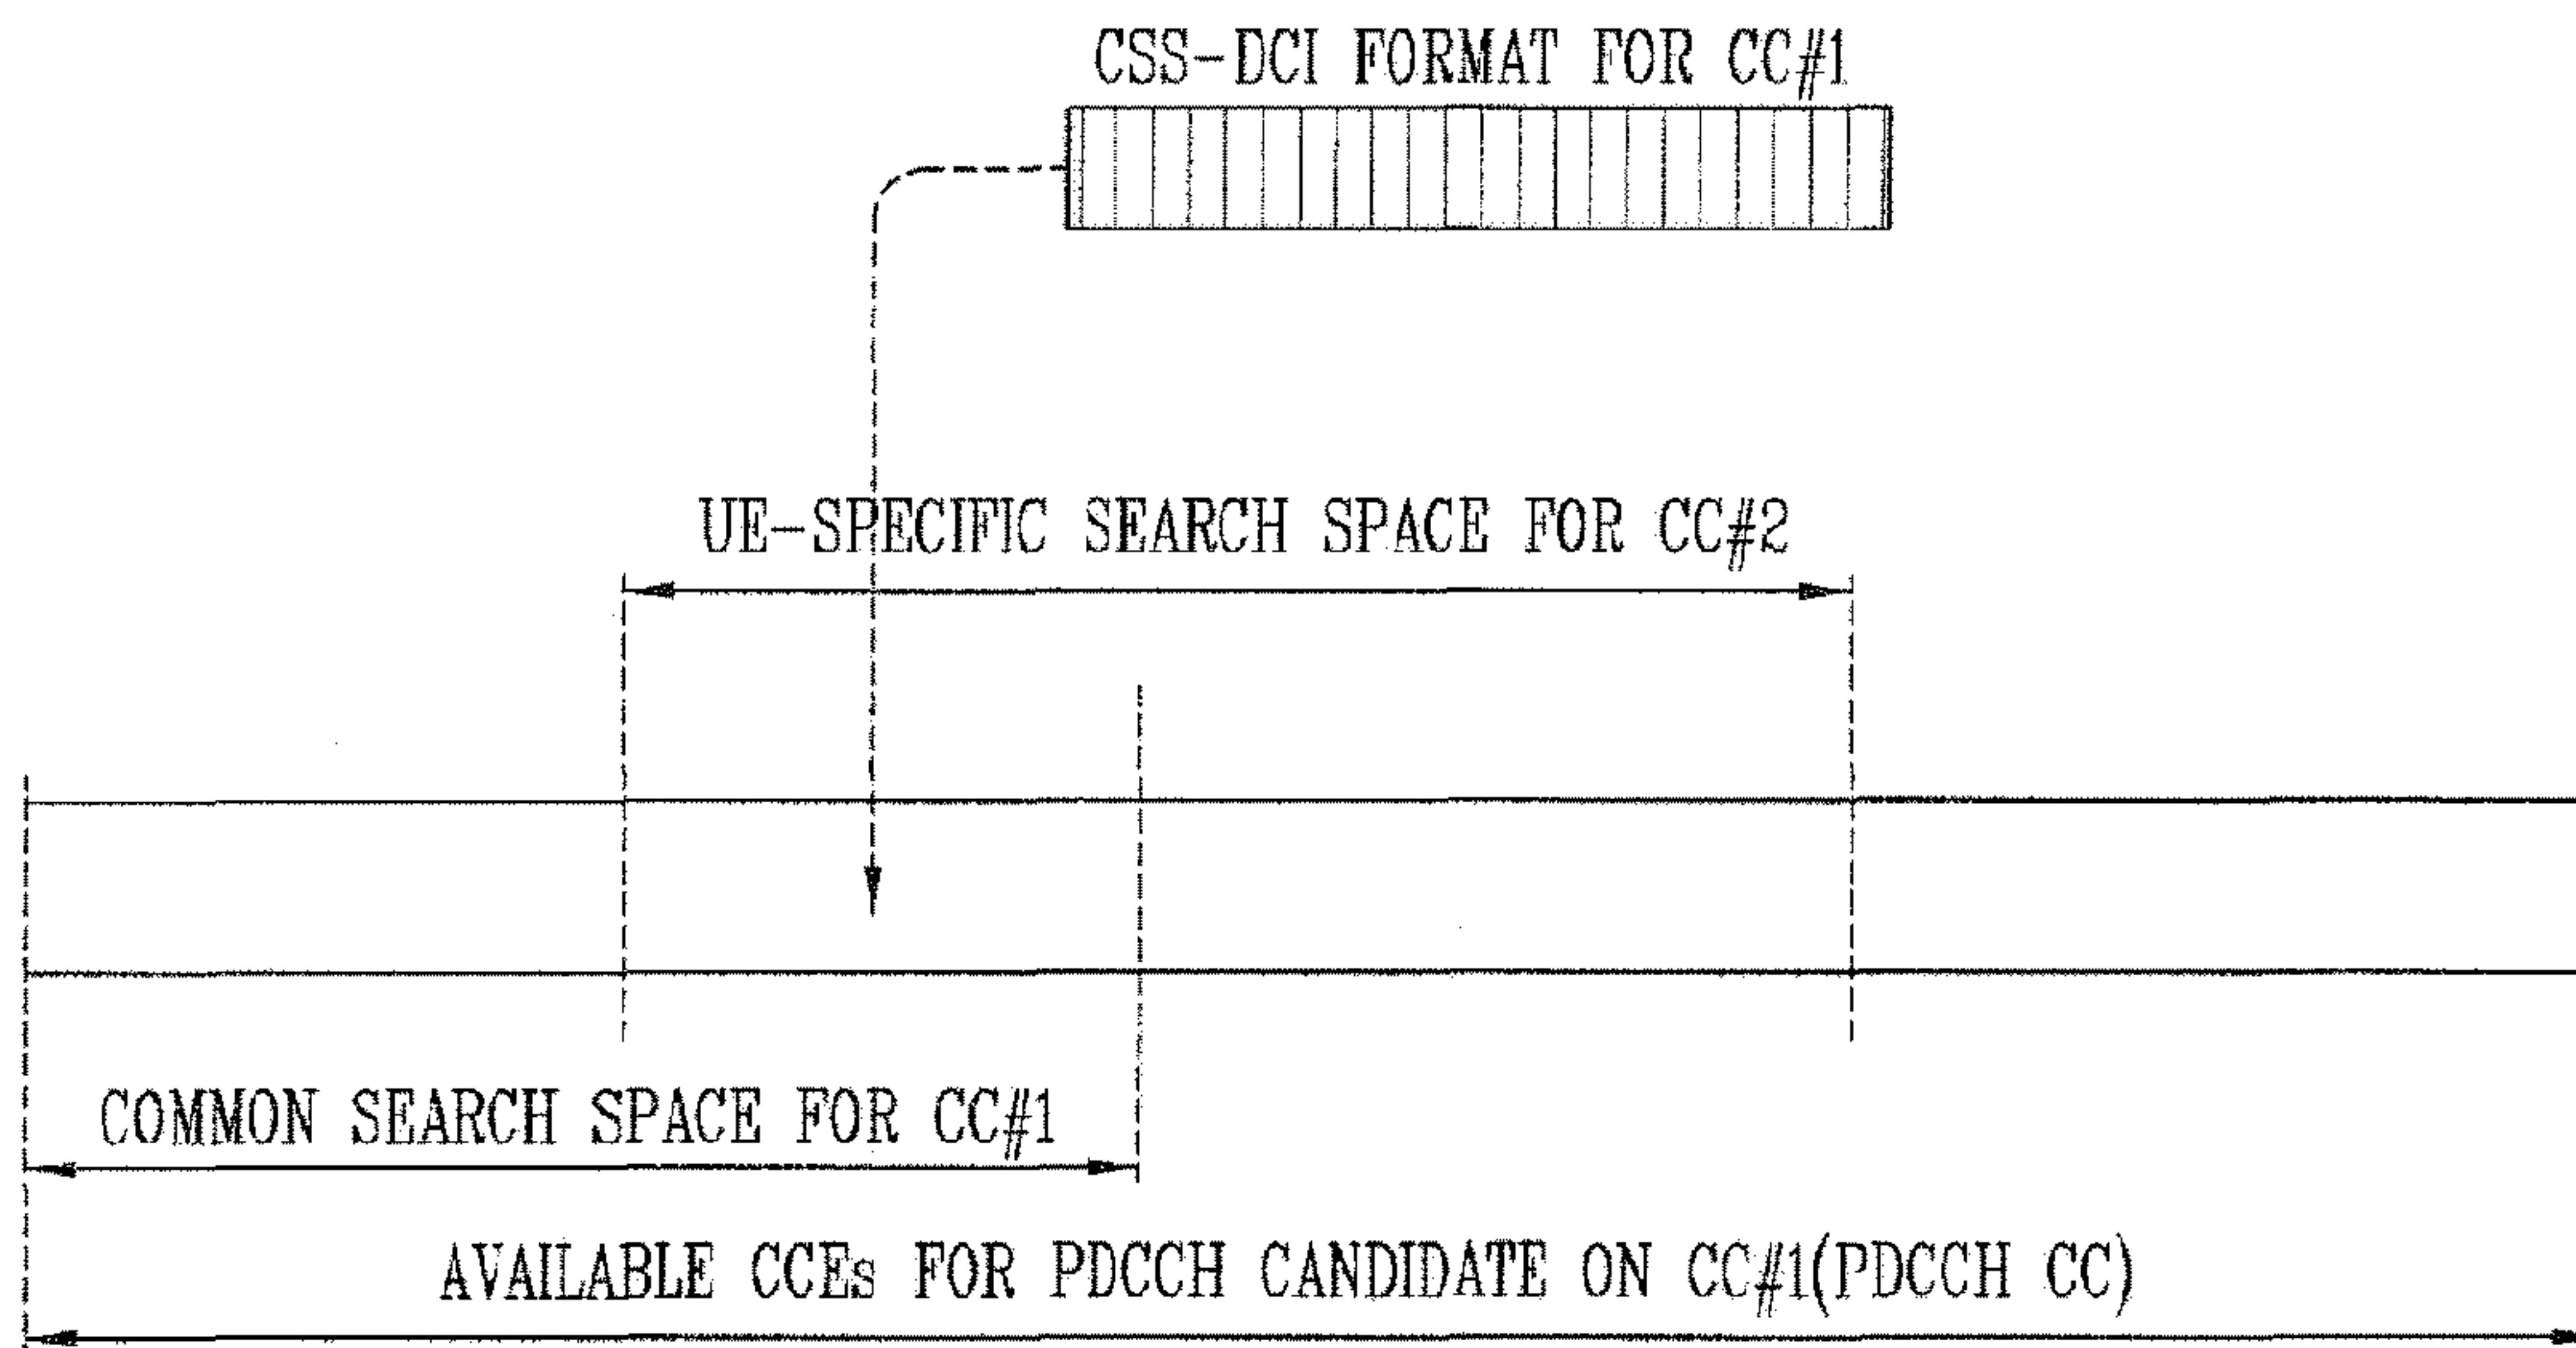 CSS-DCI FORMAT FOR CC#1
UE-SPECIFIC SEARCH SPACE FOR CC#2
COMMON SEARCH SPACE FOR CC#1
AVAILABLE CCEs FOR PDCCH CANDIDATE ON CC#1(PDCCH CC)